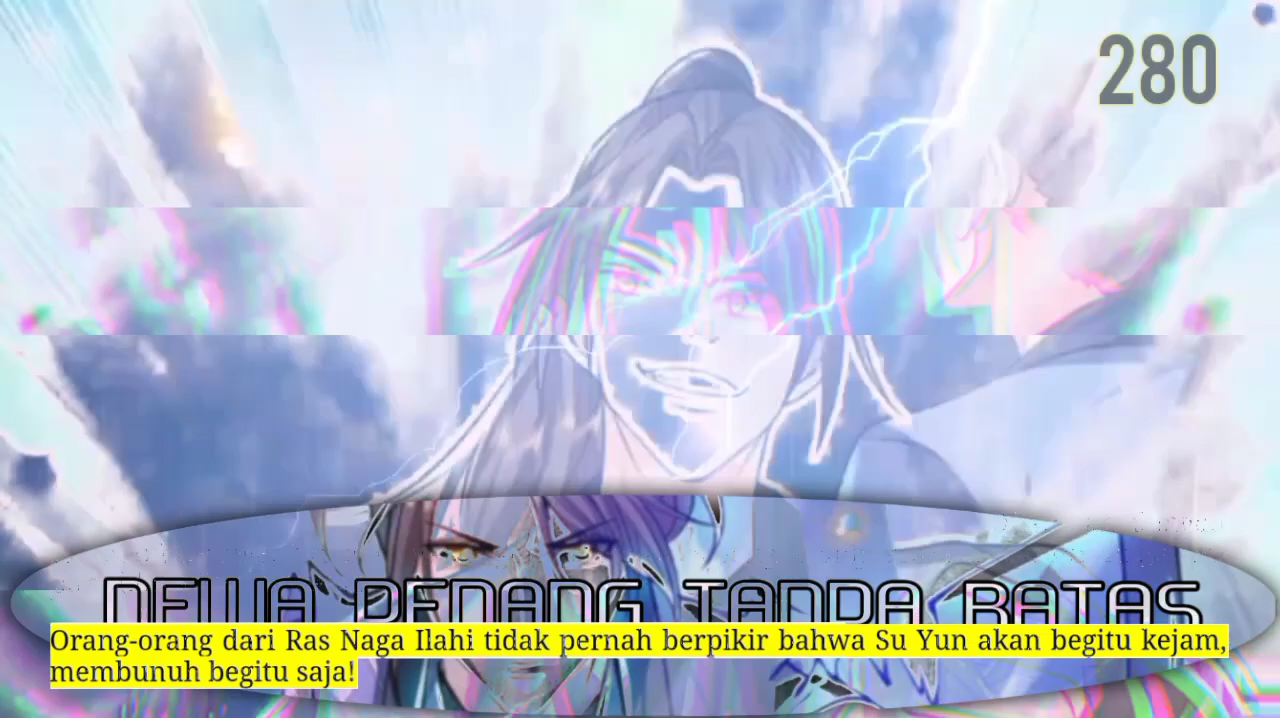 280
DEWA PEDANG TANPA BATAS
Orang-orang dari Ras Naga Ilahi tidak pernah berpikir bahwa Su Yun akan begitu kejam,
membunuh begitu saja!